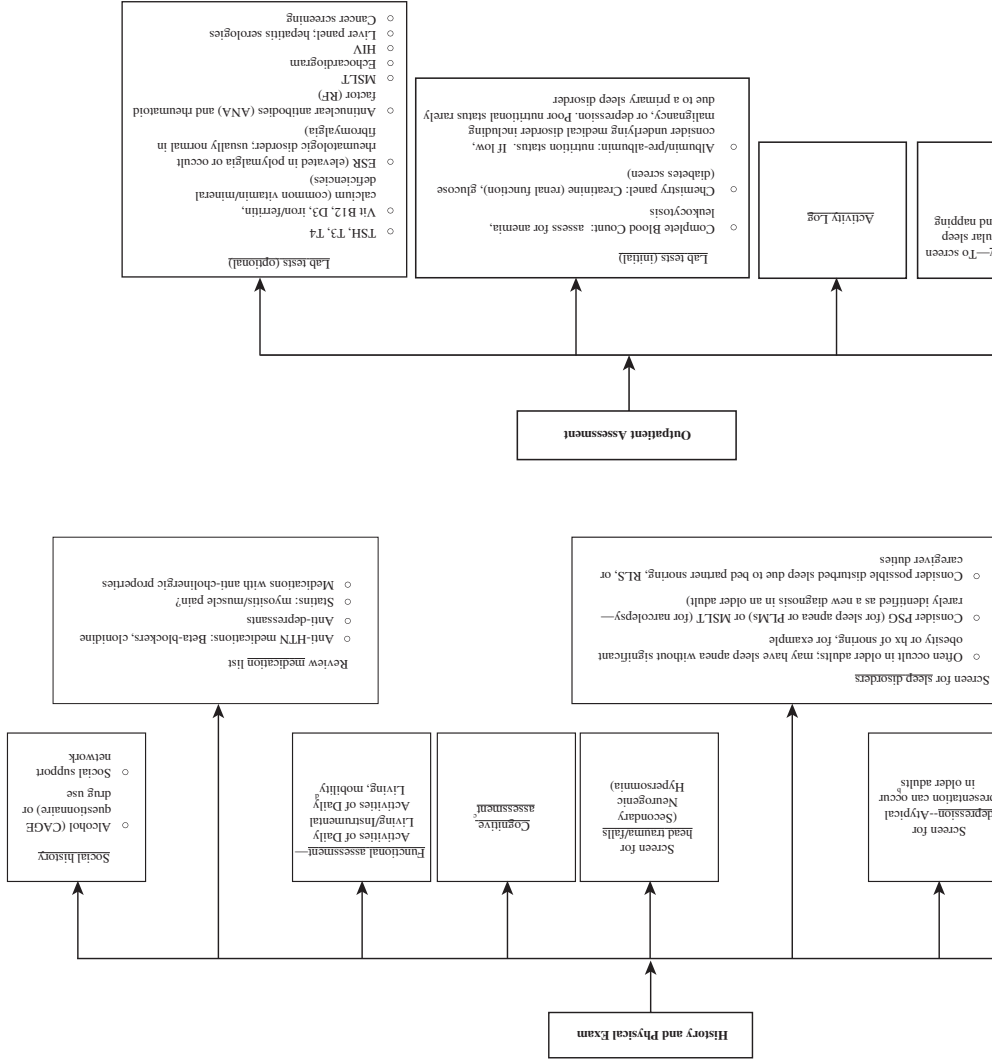 History and Physical Exam
Screen for
depression--Atypical
presentation can occur
in older adults b
Screen for sleep disorders
○ Often occult in older adults; may have sleep apnea without significant
obesity or hx of snoring, for example
○ Consider PSG (for sleep apnea or PLMs) or MSLT (for narcolepsy—
rarely identified as a new diagnosis in an older adult)
○ Consider possible disturbed sleep due to bed partner snoring, RLS, or
caregiver duties
Screen for
head trauma/falls
(Secondary
Neurogenic
Hypersomnia)
Cognitive
assessment c
Functional assessment—
Activities of Daily
Living/Instrumental
Activities of Daily
Living, mobility d
Review medication list
○ Anti-HTN medications: Beta-blockers, clonidine
○ Anti-depressants
○ Statins: myositis/muscle pain?
○ Medications with anti-cholinergic properties
Social history
○ Alcohol (CAGE
questionnaire) or
drug use
○ Social support
network
Outpatient Assessment
—To screen
ular sleep
nd napping
Activity Log
Lab tests (initial)
○ Complete Blood Count: assess for anemia,
leukocytosis
○ Chemistry panel: Creatinine (renal function), glucose
(diabetes screen)
○ Albumin/pre-albumin: nutrition status. If low,
consider underlying medical disorder including
malignancy, or depression. Poor nutritional status rarely
due to a primary sleep disorder
Lab tests (optional)
○ TSH, T3, T4
○ Vit B12, D3, iron/ferritin,
calcium (common vitamin/mineral
deficiencies)
○ ESR (elevated in polymyalgia or occult
rheumatologic disorder; usually normal in
fibromyalgia)
○ Antinuclear antibodies (ANA) and rheumatoid
factor (RF)
○ MSLT
○ Echocardiogram
○ HIV
○ Liver panel; hepatitis serologies
○ Cancer screening